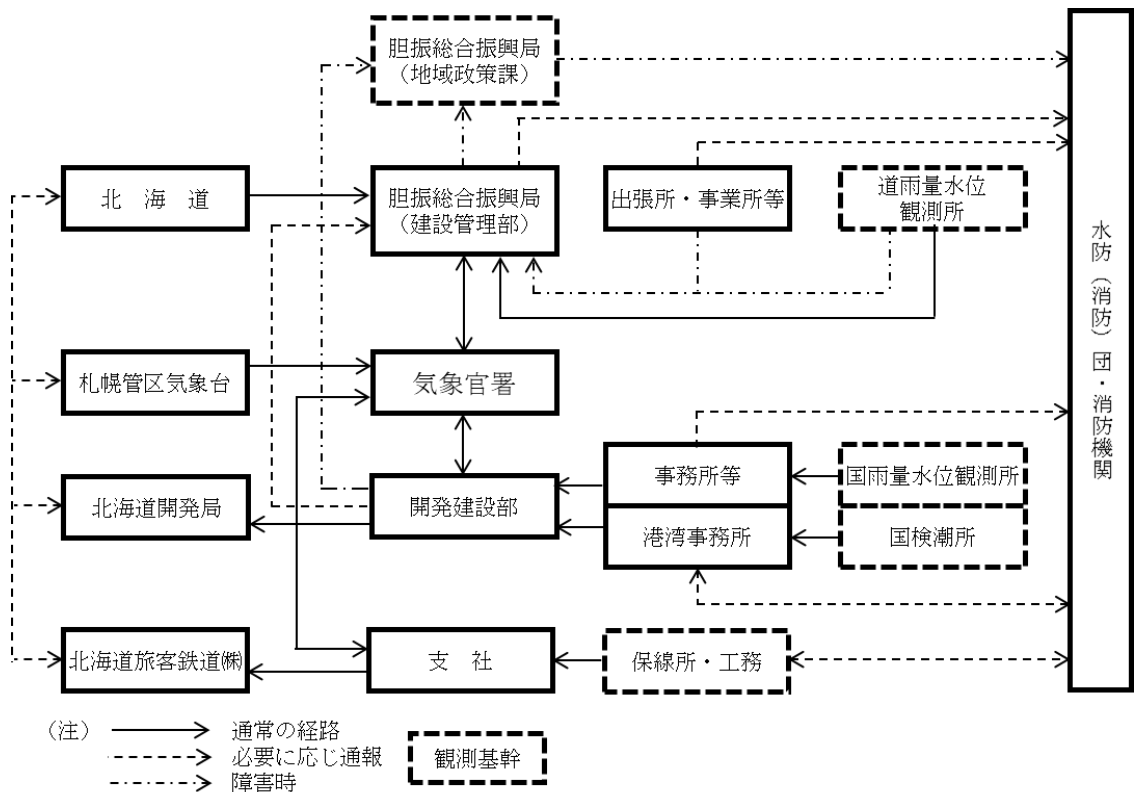 胆振総合振興局
(地域政策課)
北 海 道
胆振総合振興局
(建設管理部)
出張所・事業所等
道雨量水位
観測所
水防(消防)団・消防機関
札幌管区気象台
気象官署
事務所等
国雨量水位観測所
北海道開発局
開発建設部
港湾事務所
国検潮所
北海道旅客鉄道㈱
支 社
保線所・工務
(注)
通常の経路
必要に応じ通報
障害時
観測基幹